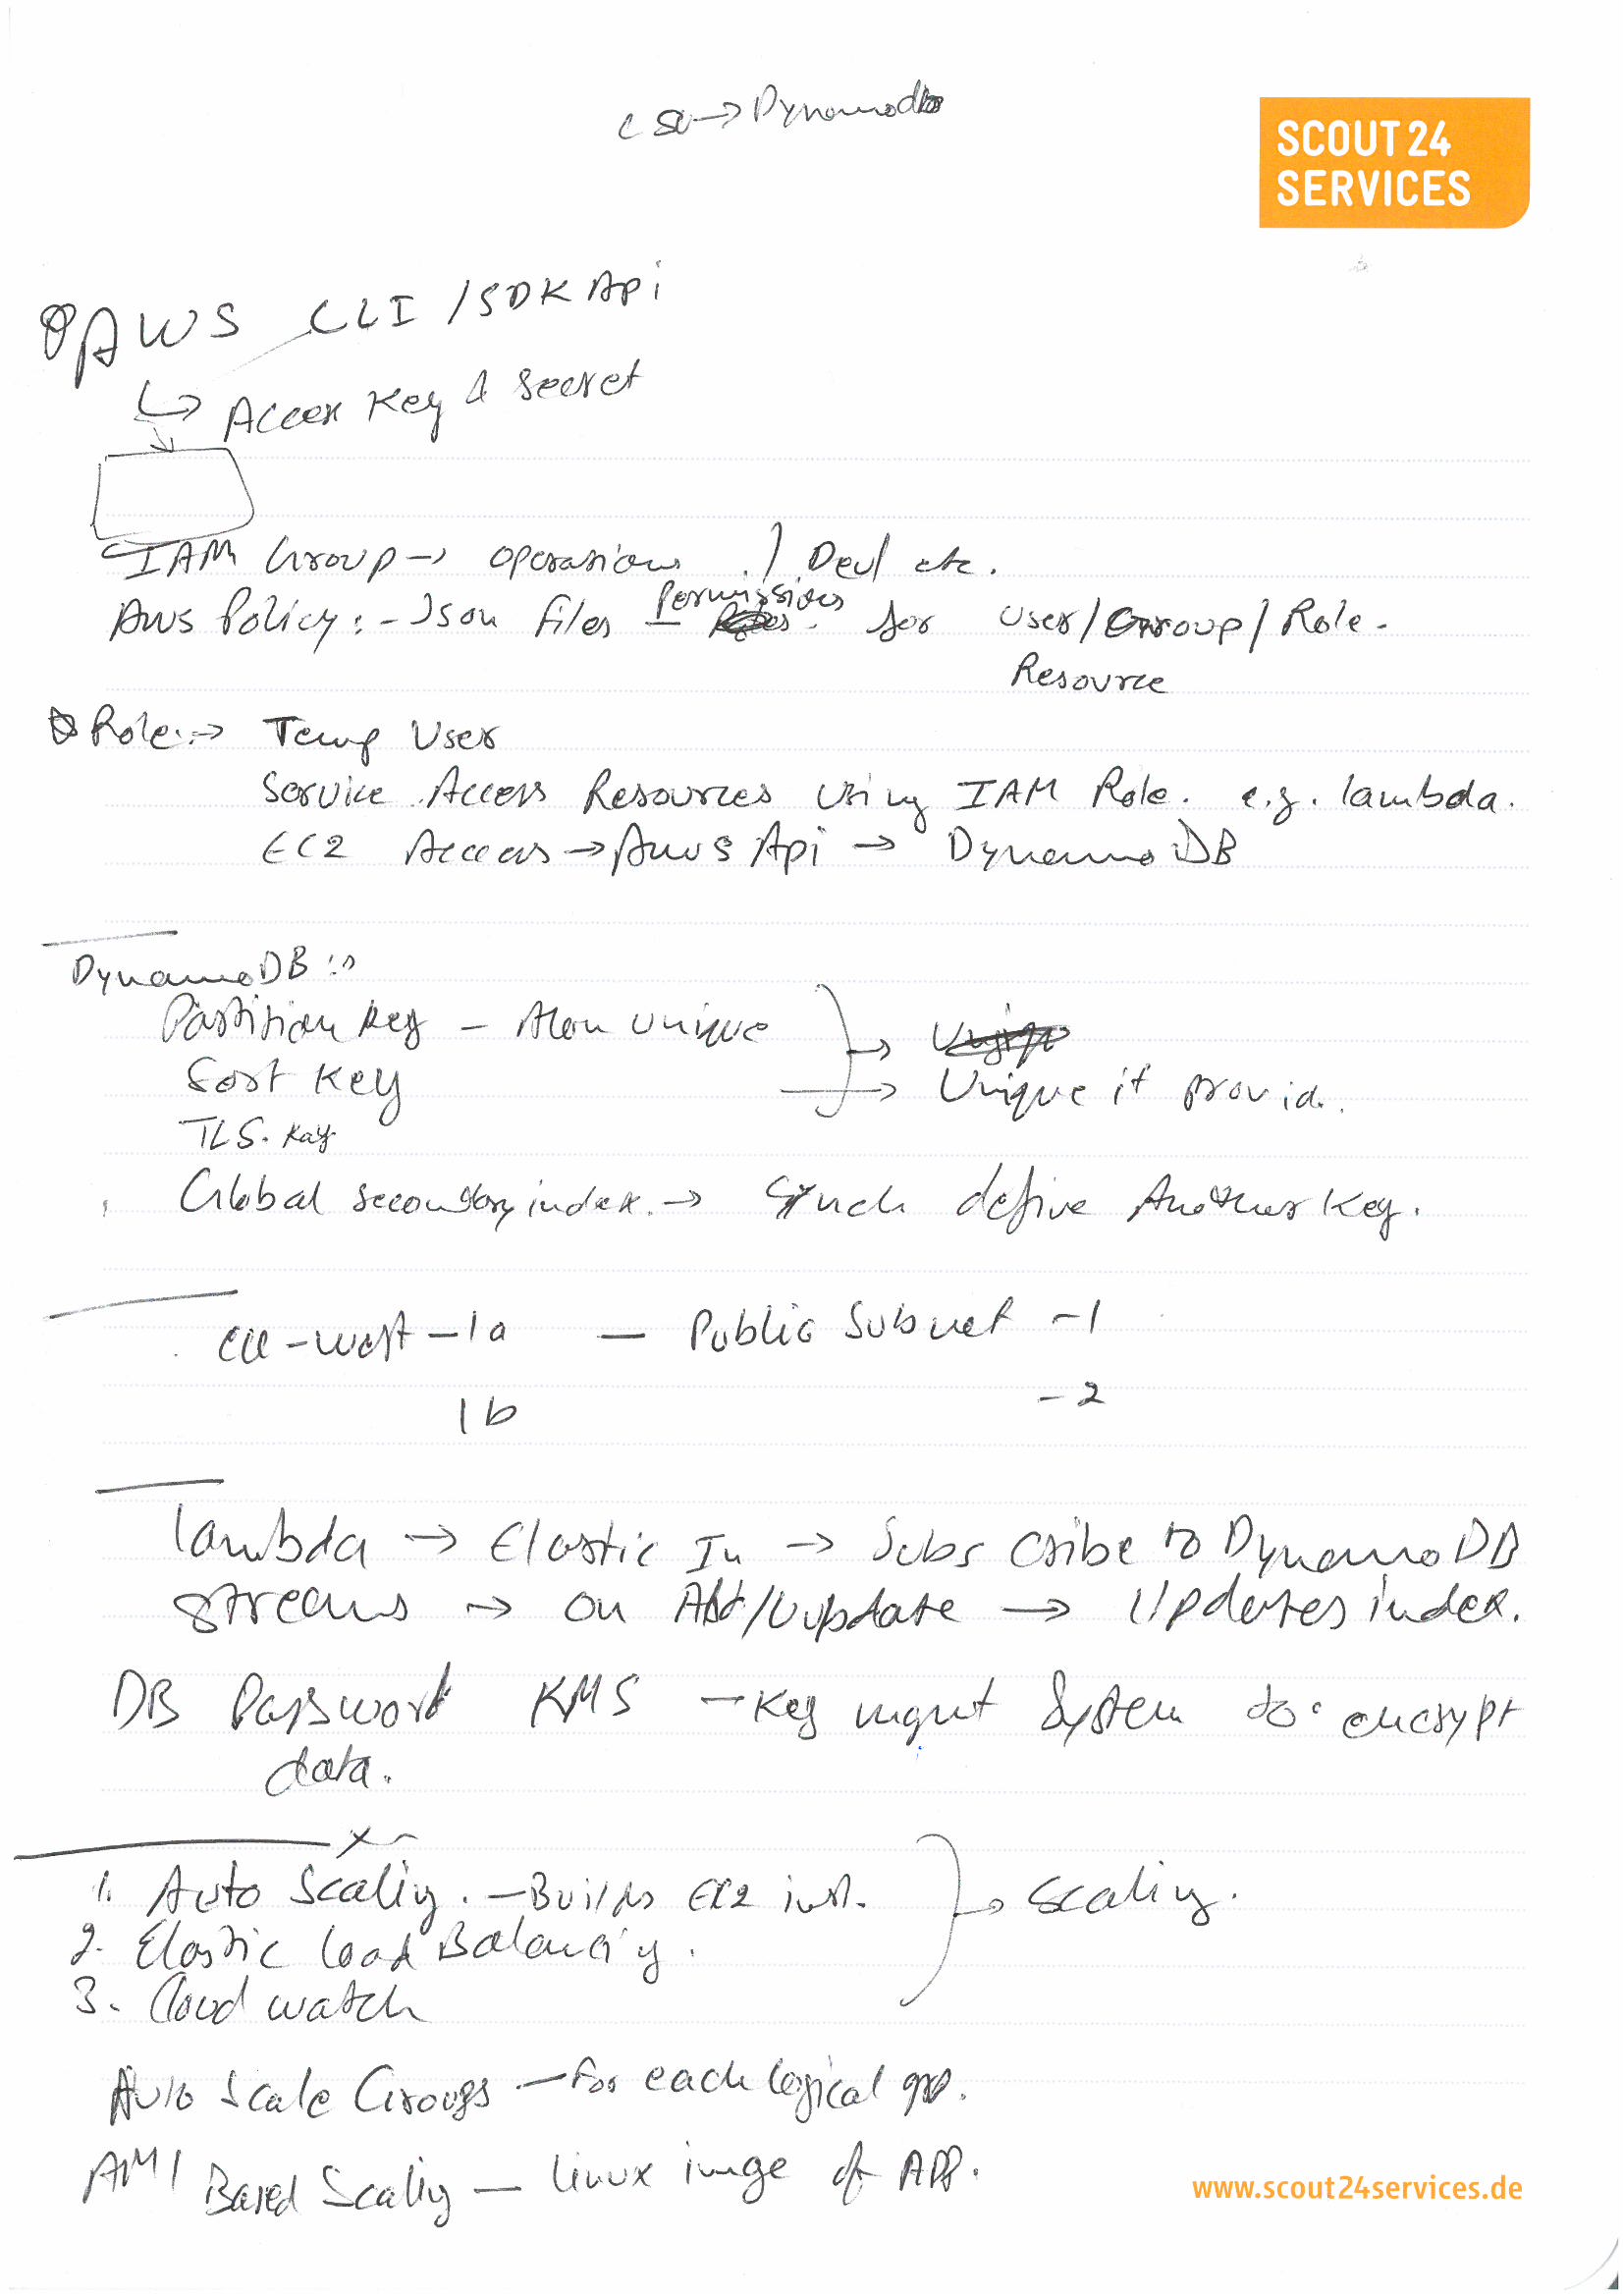 csv → Dynamodb
SCOUT 24
SERVICES
AWS CLI / SDK Api
↳ Access Key & Secret
IAM Group → operations / Dev/ etc.
Permissions
Aws Policy :- Json files — for User/Group/Role.
Resource
Role :→ Temp User
Service Access Resources Using IAM Role. e.g. lambda.
EC2 Access → Aws Api → DynamoDB
DynamoDB :→
Partition key – Alon unique
Sort Key → Unique if provid.
TLS. Key
Global secondary index. → define Another Key.
eu-west-1a — Public Subnet -1
1b -2
lambda → Elastic In → Subscribe to DynamoDB
streams → on Add/Uupdate → Updates index.
DB Password KMS – Key mgmt System to encrypt
data.
1. Auto Scaling. – Builds EC2 inst. → Scaling.
2. Elastic load Balancing.
3. Cloud watch
Auto Scale Groups – For each logical grp.
AMI Based Scaling – linux image of APP.
www.scout24services.de